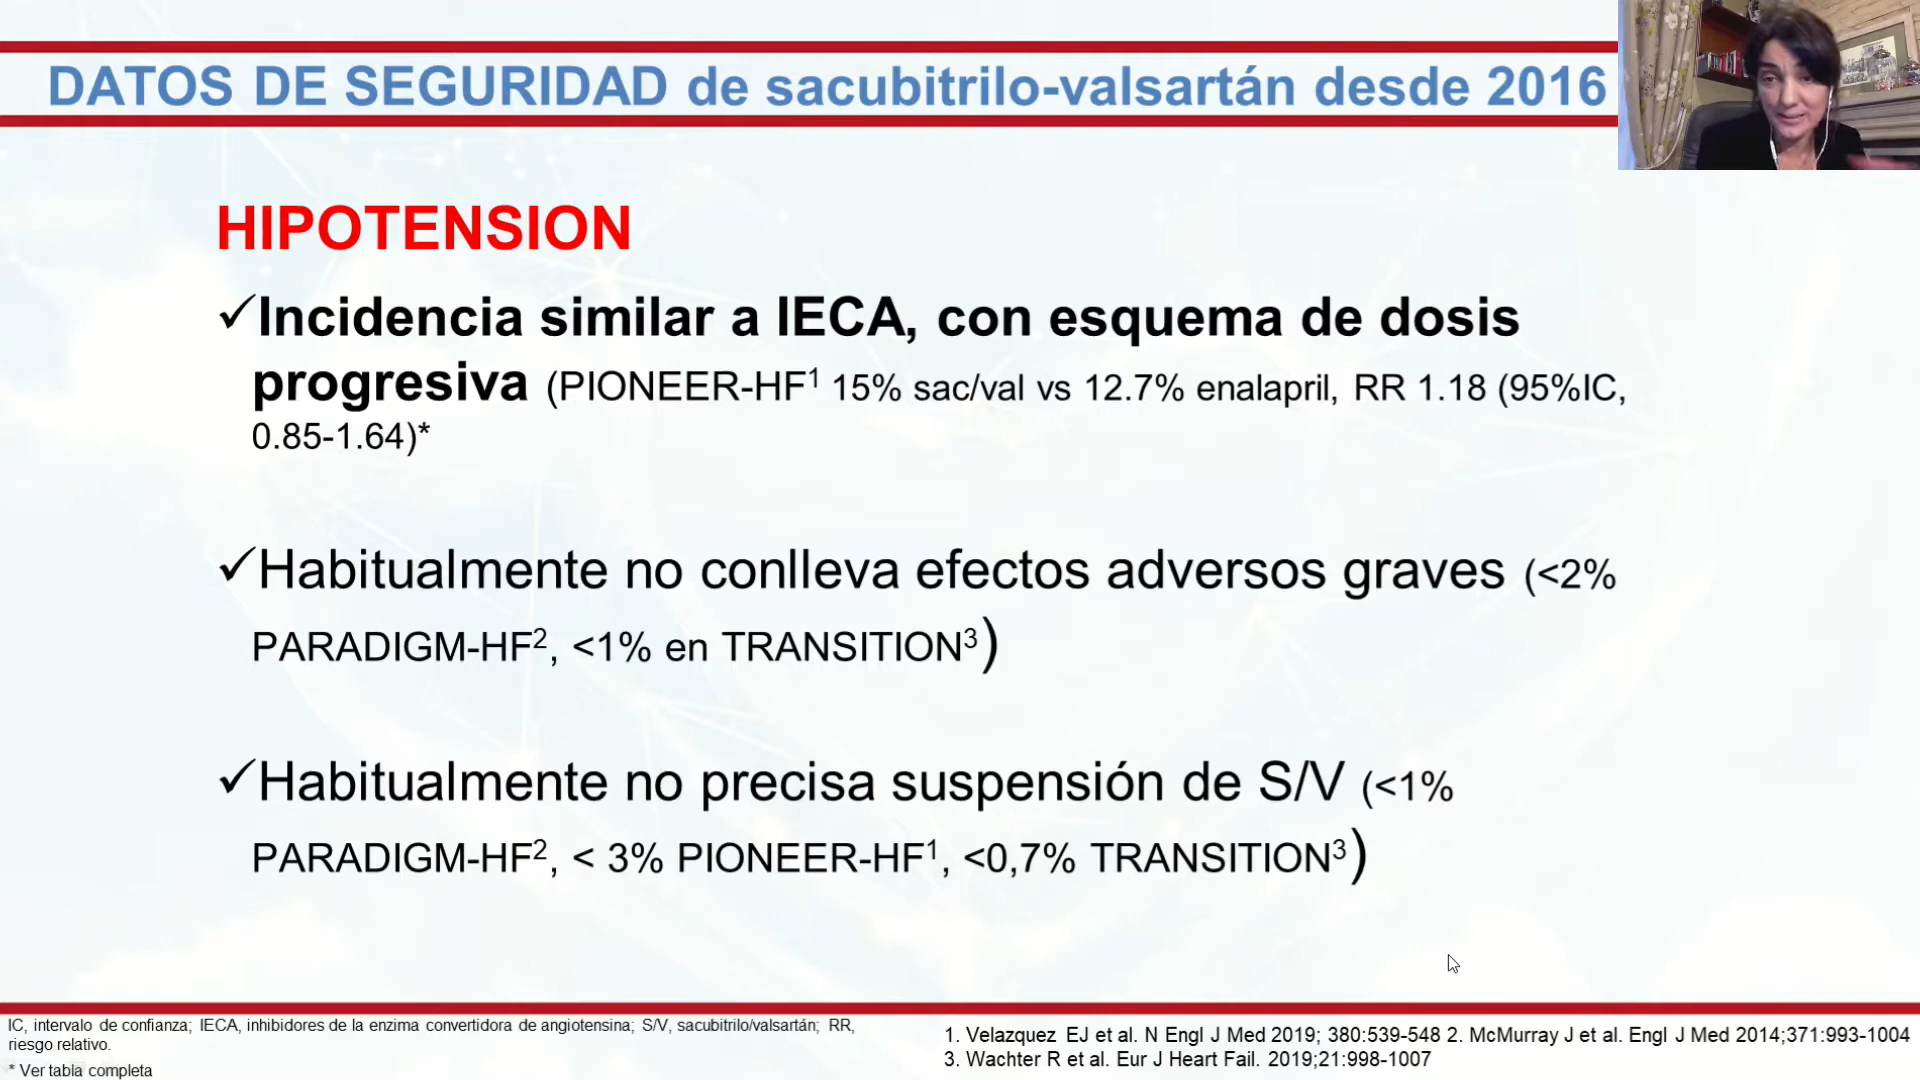 DATOS DE SEGURIDAD de sacubitrilo-valsartán desde 2016
HIPOTENSION
✓Incidencia similar a IECA, con esquema de dosis
progresiva (PIONEER-HF¹ 15% sac/val vs 12.7% enalapril, RR 1.18 (95%IC,
0.85-1.64)*
✓Habitualmente no conlleva efectos adversos graves (<2%
PARADIGM-HF², <1% en TRANSITION³)
✓Habitualmente no precisa suspensión de S/V (<1%
PARADIGM-HF², < 3% PIONEER-HF¹, <0,7% TRANSITION³)
IC, intervalo de confianza; IECA, inhibidores de la enzima convertidora de angiotensina; S/V, sacubitrilo/valsartán; RR,
riesgo relativo.
* Ver tabla completa
1. Velazquez EJ et al. N Engl J Med 2019; 380:539-548 2. McMurray J et al. Engl J Med 2014;371:993-1004
3. Wachter R et al. Eur J Heart Fail. 2019;21:998-1007